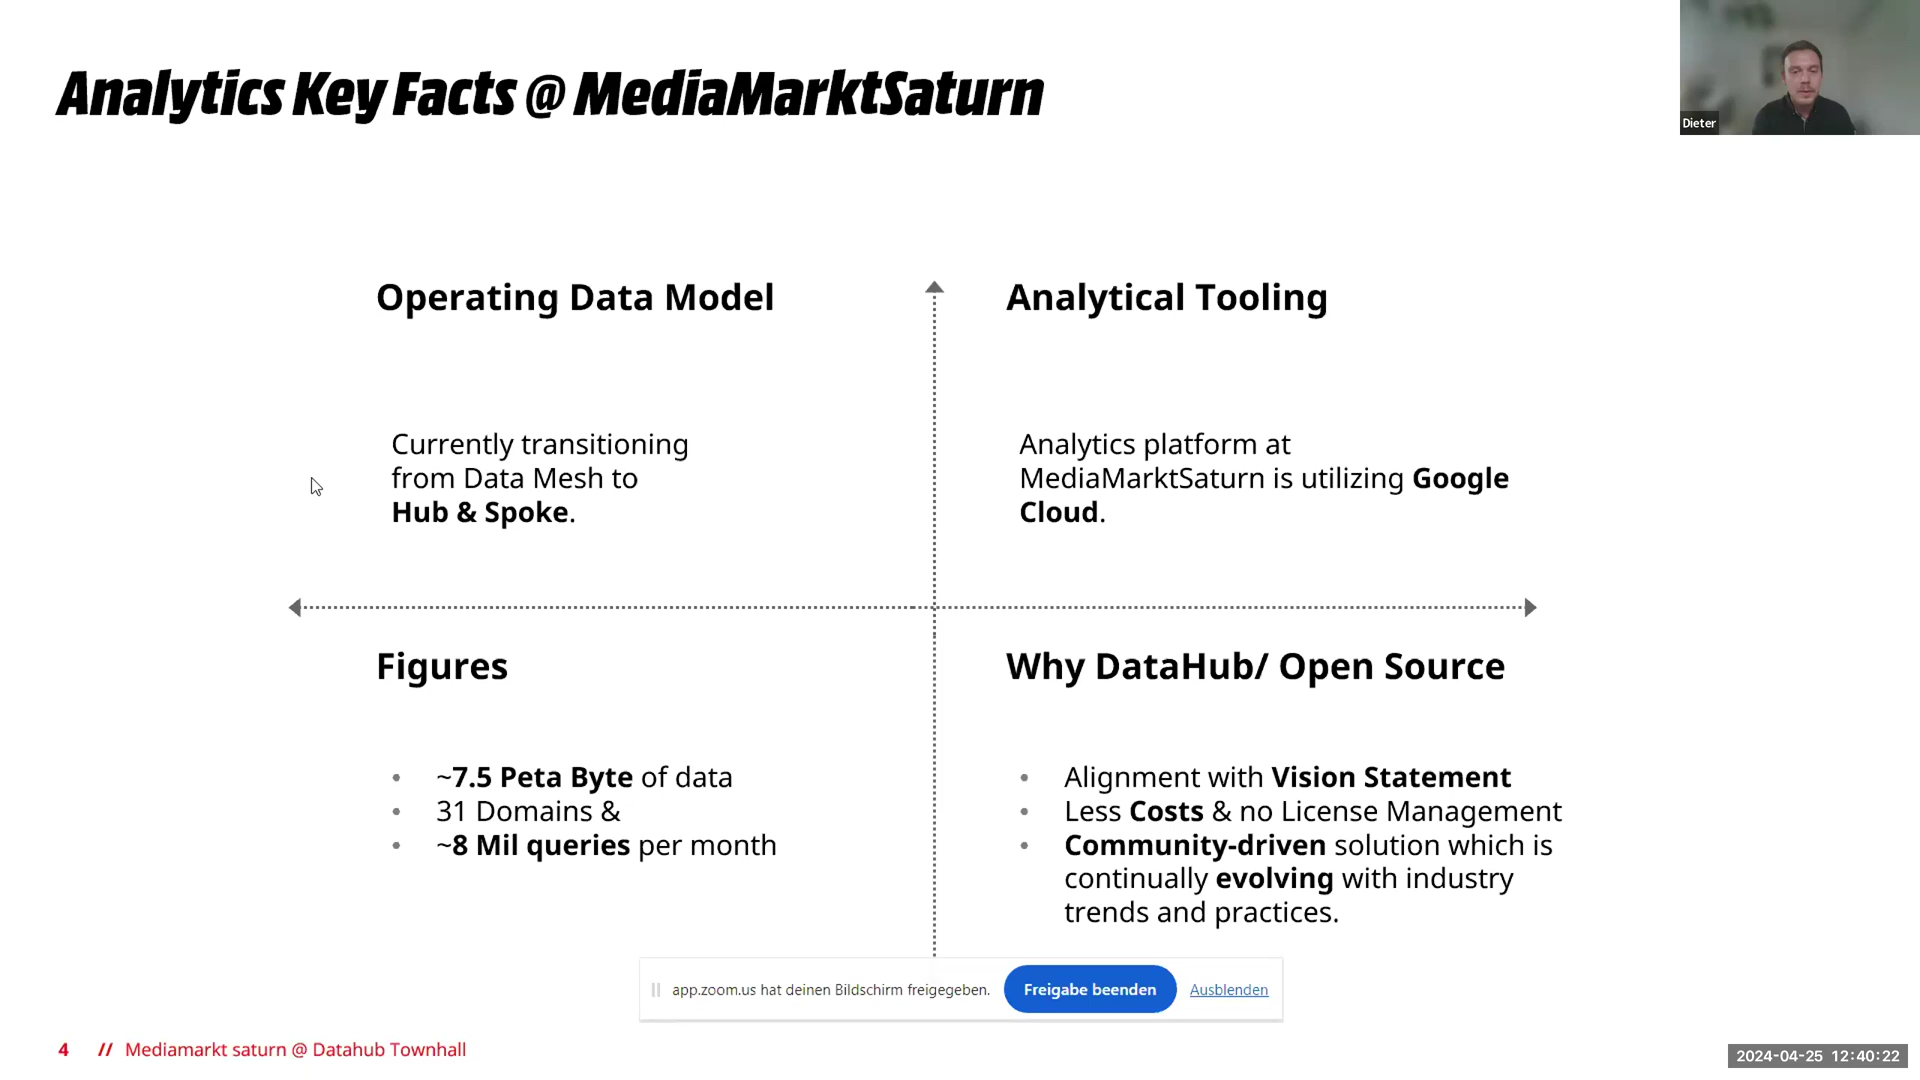 Analytics Key Facts @ MediaMarktSaturn
Dieter
Operating Data Model
Currently transitioning
from Data Mesh to
Hub & Spoke.
Analytical Tooling
Analytics platform at
MediaMarktSaturn is utilizing Google
Cloud.
Figures
• ~7.5 Peta Byte of data
• 31 Domains &
• ~8 Mil queries per month
Why DataHub/ Open Source
• Alignment with Vision Statement
• Less Costs & no License Management
• Community-driven solution which is
continually evolving with industry
trends and practices.
app.zoom.us hat deinen Bildschirm freigegeben. Freigabe beenden Ausblenden
4 // Mediamarkt saturn @ Datahub Townhall
2024-04-25 12:40:22